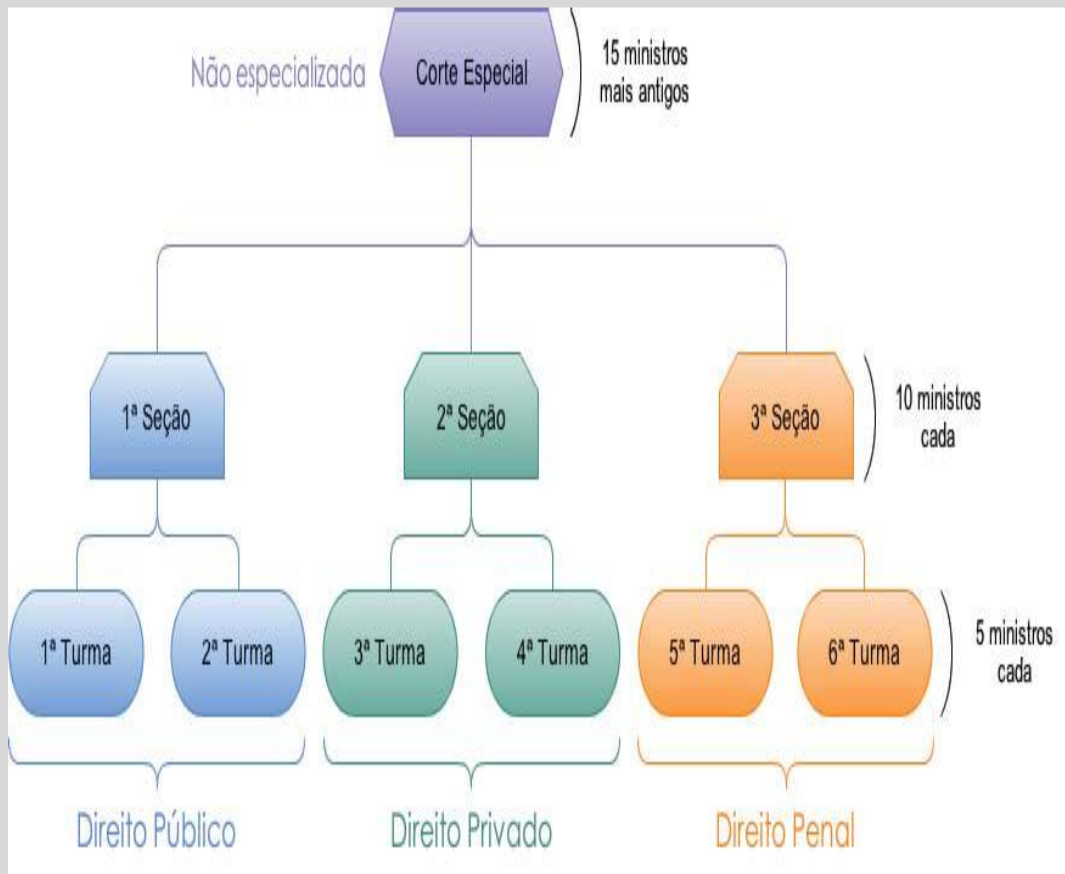 Não especializada
Corte Especial
15 ministros
mais antigos
1ª Seção
2ª Seção
3ª Seção
10 ministros
cada
1ª Turma
2ª Turma
3ª Turma
4ª Turma
5ª Turma
6ª Turma
5 ministros
cada
Direito Público
Direito Privado
Direito Penal